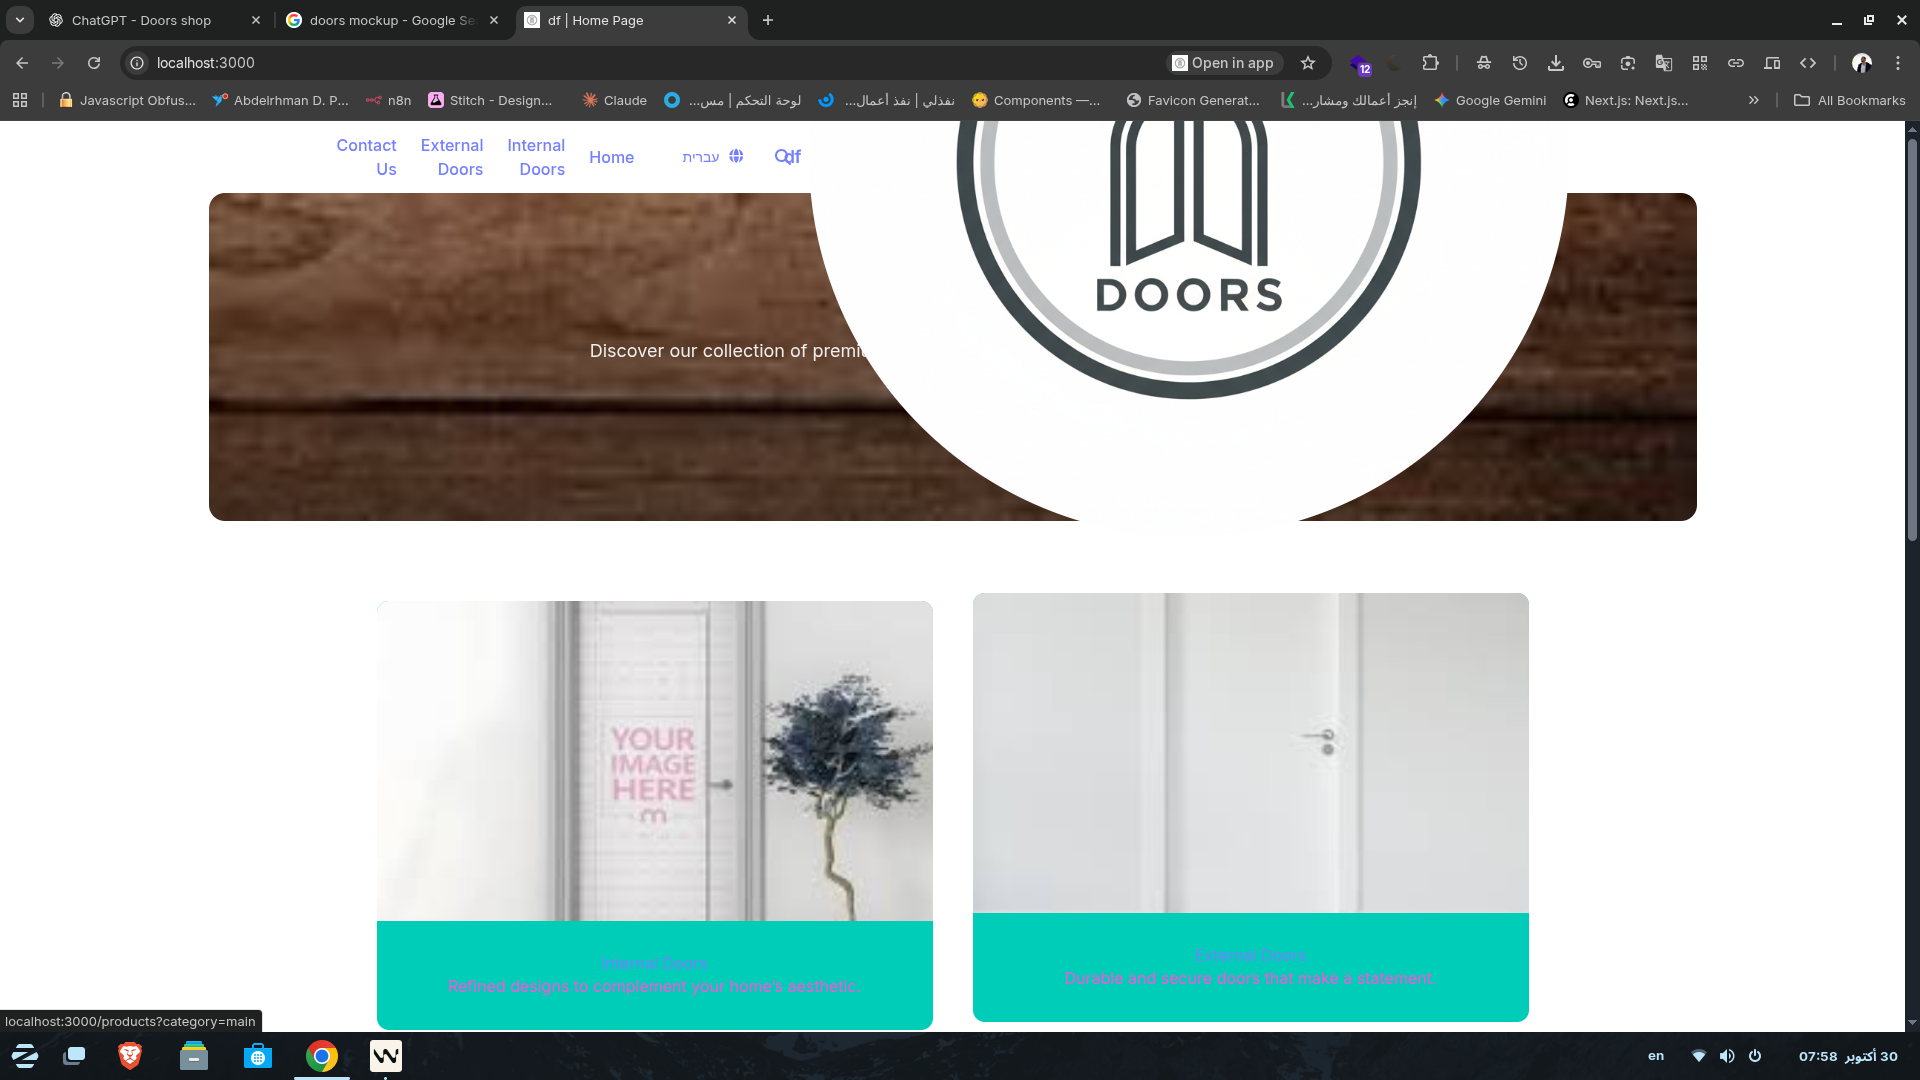 ChatGPT - Doors shop
doors mockup - Google Se
df | Home Page
localhost:3000
Open in app
12
Javascript Obfus...
Abdelrhman D. P...
n8n
Stitch - Design...
Claude
لوحة التحكم | مس...
نفذلي | نفذ أعمال...
Components —...
Favicon Generat...
إنجز أعمالك ومشار...
Google Gemini
Next.js: Next.js...
All Bookmarks
Contact Us
External Doors
Internal Doors
Home
עברית
df
DOORS
Discover our collection of premi
YOUR
IMAGE
HERE
Internal Doors
Refined designs to complement your home's aesthetic.
External Doors
Durable and secure doors that make a statement.
localhost:3000/products?category=main
en
30 أكتوبر 07:58